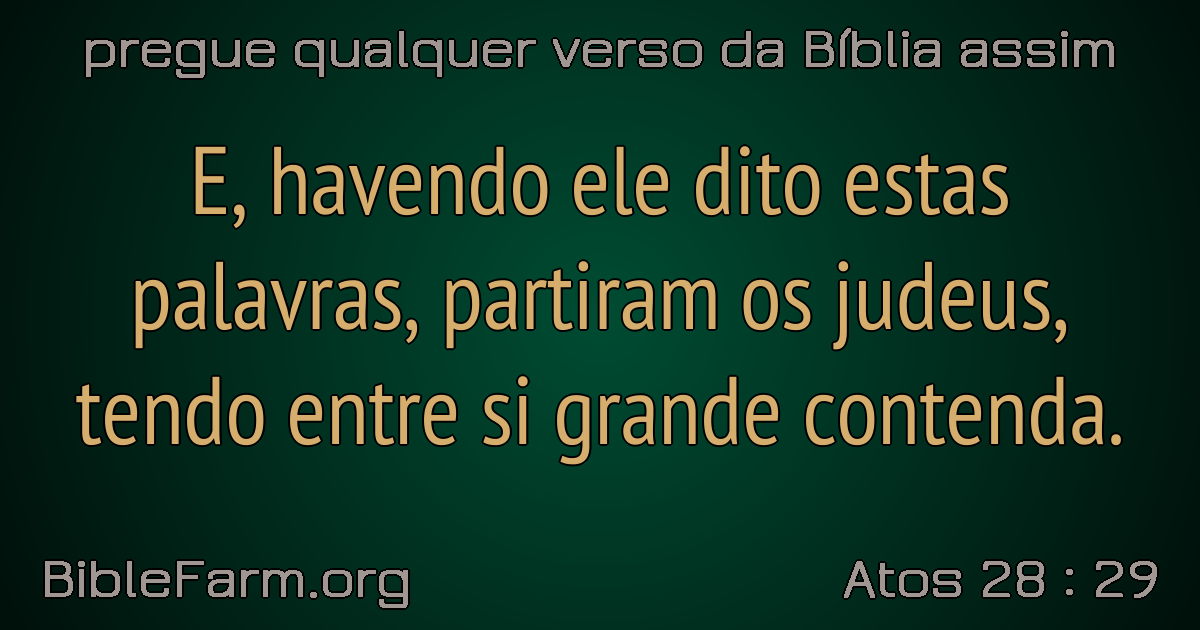 pregue qualquer verso da Bíblia assim
E, havendo ele dito estas
palavras, partiram os judeus,
tendo entre si grande contenda.
BibleFarm.org
Atos 28 : 29